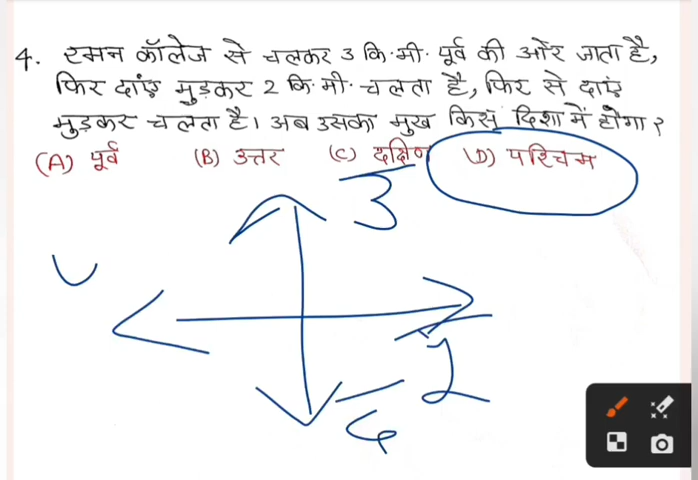 4. रमन कॉलेज से चलकर 3 कि॰मी॰ पूर्व की ओर जाता है,
फिर दाएं मुड़कर 2 कि॰मी॰ चलता है, फिर से दाएं
मुड़कर चलता है। अब उसका मुख किस दिशा में होगा?
(A) पूर्व (B) उत्तर (C) दक्षिण (D) पश्चिम